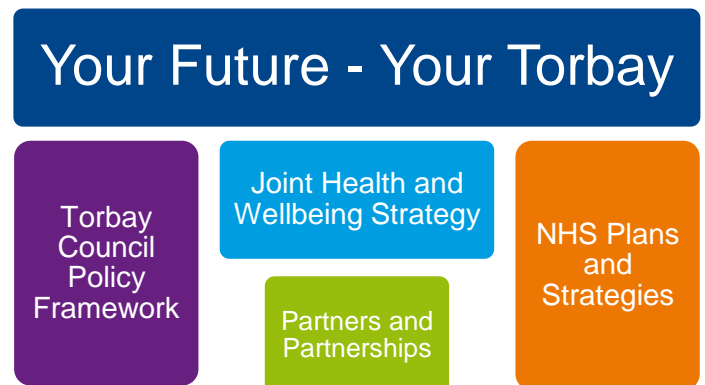 Your Future - Your Torbay
Torbay
Council
Policy
Framework
Joint Health and
Wellbeing Strategy
Partners and
Partnerships
NHS Plans
and
Strategies